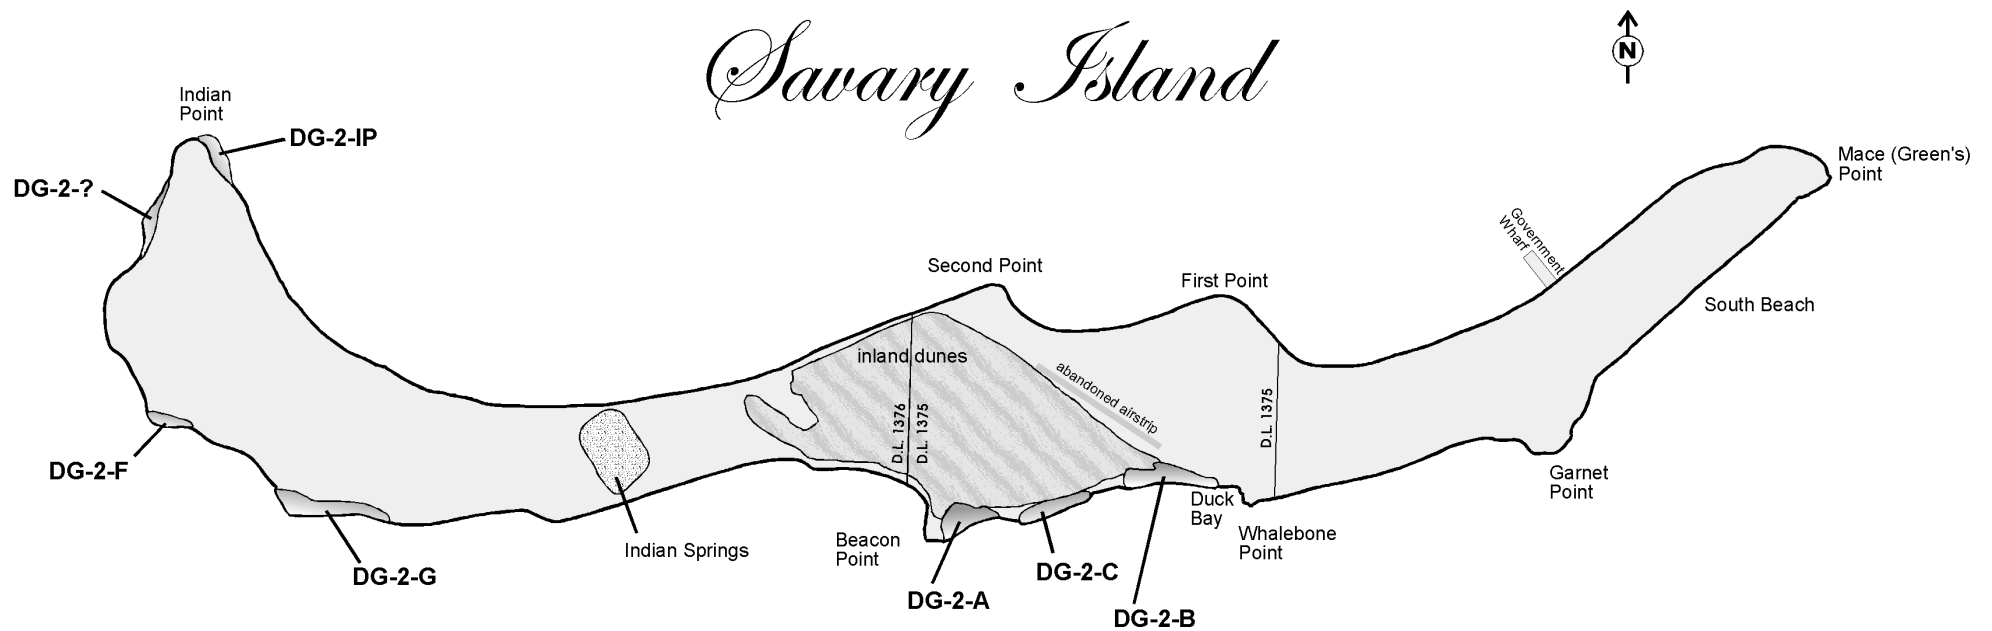 Savary Island
N
Indian
Point
DG-2-IP
DG-2-?
Mace (Green's)
Point
Government
Wharf
Second Point
First Point
South Beach
inland dunes
abandoned airstrip
D.L. 1376
D.L. 1375
D.L. 1375
DG-2-F
Garnet
Point
Duck
Bay
Whalebone
Point
Beacon
Point
Indian Springs
DG-2-G
DG-2-C
DG-2-A
DG-2-B